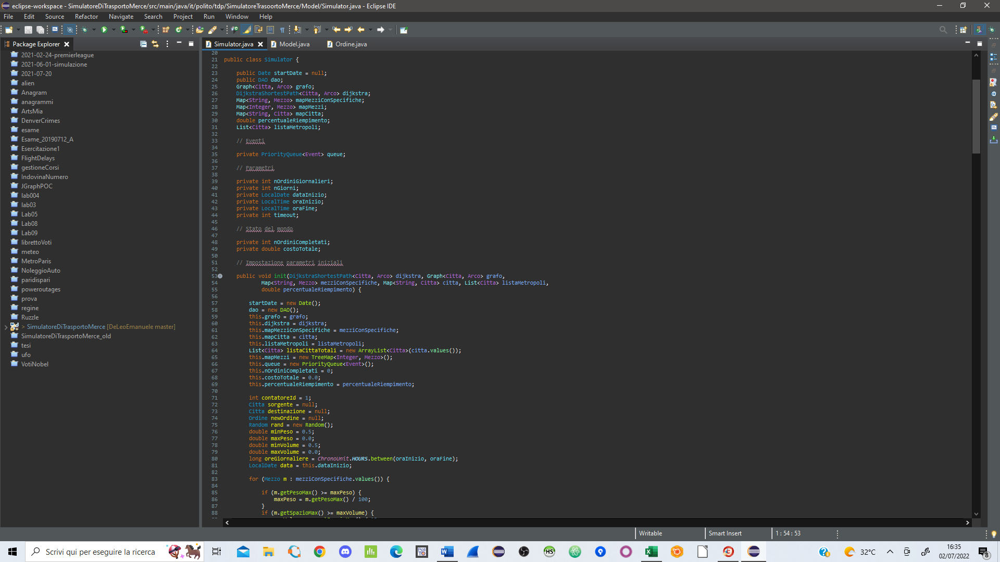 eclipse-workspace - SimulatoreDiTrasportoMerce/src/main/java/it/polito/tdp/SimulatoreTrasoortoMerce/Model/Simulator.java - Eclipse IDE
File Edit Source Refactor Navigate Search Project Run Window Help
Package Explorer
2021-02-24-premierleague
2021-06-01-simulazione
2021-07-20
alien
Anagram
anagrammi
ArtsMia
DenverCrimes
esame
Esame_20190712_A
Esercitazione1
FlightDelays
gestioneCorsi
IndovinaNumero
JGraphPOC
lab004
lab03
Lab05
Lab08
Lab09
librettoVoti
meteo
MetroParis
NoleggioAuto
paridispari
poweroutages
prova
regine
Ruzzle
> SimulatoreDiTrasportoMerce [DeLeoEmanuele master]
SimulatoreDiTrasportoMerce_old
tesi
ufo
VotiNobel
Simulator.java Model.java Ordine.java
20
21 public class Simulator {
22
23 public Date startDate = null;
24 public DAO dao;
25 Graph<Citta, Arco> grafo;
26 DijkstraShortestPath<Citta, Arco> dijkstra;
27 Map<String, Mezzo> mapMezziConSpecifiche;
28 Map<Integer, Mezzo> mapMezzi;
29 Map<String, Citta> mapCitta;
30 double percentualeRiempimento;
31 List<Citta> listaMetropoli;
32
33 // Eventi
34
35 private PriorityQueue<Event> queue;
36
37 // Parametri
38
39 private int nOrdiniGiornalieri;
40 private int nGiorni;
41 private LocalDate dataInizio;
42 private LocalTime oraInizio;
43 private LocalTime oraFine;
44 private int timeout;
45
46 // Stato del mondo
47
48 private int nOrdiniCompletati;
49 private double costoTotale;
50
51 // Impostazione parametri iniziali
52
53 public void init(DijkstraShortestPath<Citta, Arco> dijkstra, Graph<Citta, Arco> grafo,
54 Map<String, Mezzo> mezziConSpecifiche, Map<String, Citta> citta, List<Citta> listaMetropoli,
55 double percentualeRiempimento) {
56
57 startDate = new Date();
58 dao = new DAO();
59 this.grafo = grafo;
60 this.dijkstra = dijkstra;
61 this.mapMezziConSpecifiche = mezziConSpecifiche;
62 this.mapCitta = citta;
63 this.listaMetropoli = listaMetropoli;
64 List<Citta> listaCittaTotali = new ArrayList<Citta>(citta.values());
65 this.mapMezzi = new TreeMap<Integer, Mezzo>();
66 this.queue = new PriorityQueue<Event>();
67 this.nOrdiniCompletati = 0;
68 this.costoTotale = 0.0;
69 this.percentualeRiempimento = percentualeRiempimento;
70
71 int contatoreId = 1;
72 Citta sorgente = null;
73 Citta destinazione = null;
74 Ordine newOrdine = null;
75 Random rand = new Random();
76 double minPeso = 0.5;
77 double maxPeso = 0.0;
78 double minVolume = 0.5;
79 double maxVolume = 0.0;
80 long oreGiornaliere = ChronoUnit.HOURS.between(oraInizio, oraFine);
81 LocalDate data = this.dataInizio;
82
83 for (Mezzo m : mezziConSpecifiche.values()) {
84
85 if (m.getPesoMax() >= maxPeso) {
86 maxPeso = m.getPesoMax() / 100;
87 }
88 if (m.getSpazioMax() >= maxVolume) {
Writable Smart Insert 1 : 54 : 53
Scrivi qui per eseguire la ricerca
32°C
16:35
02/07/2022
8